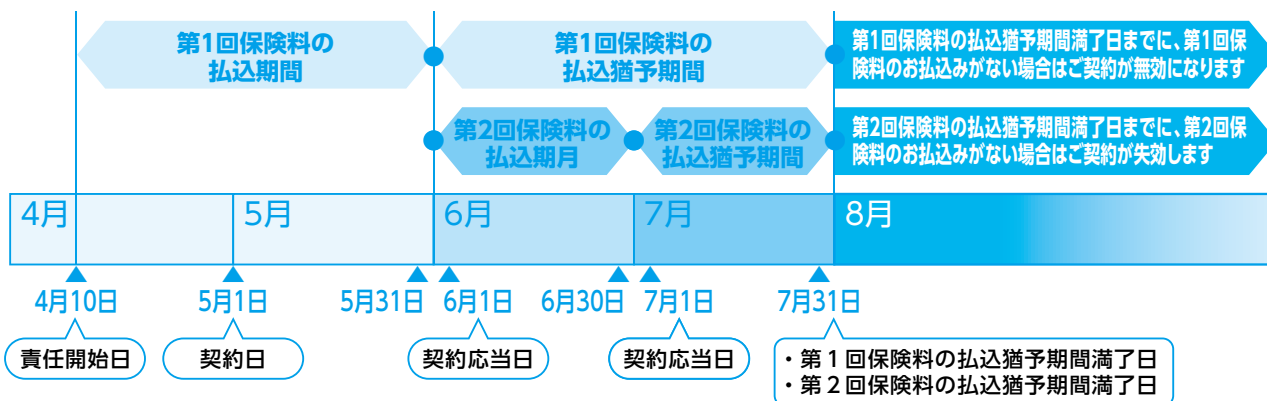 第1回保険料の
払込期間
第1回保険料の
払込猶予期間
第1回保険料の払込猶予期間満了日までに、第1回保
険料のお払込みがない場合はご契約が無効になります
第2回保険料の
払込期月
第2回保険料の
払込猶予期間
第2回保険料の払込猶予期間満了日までに、第2回保
険料のお払込みがない場合はご契約が失効します
4月
5月
6月
7月
8月
4月10日
5月1日
5月31日
6月1日
6月30日
7月1日
7月31日
責任開始日
契約日
契約応当日
契約応当日
・第1回保険料の払込猶予期間満了日
・第2回保険料の払込猶予期間満了日